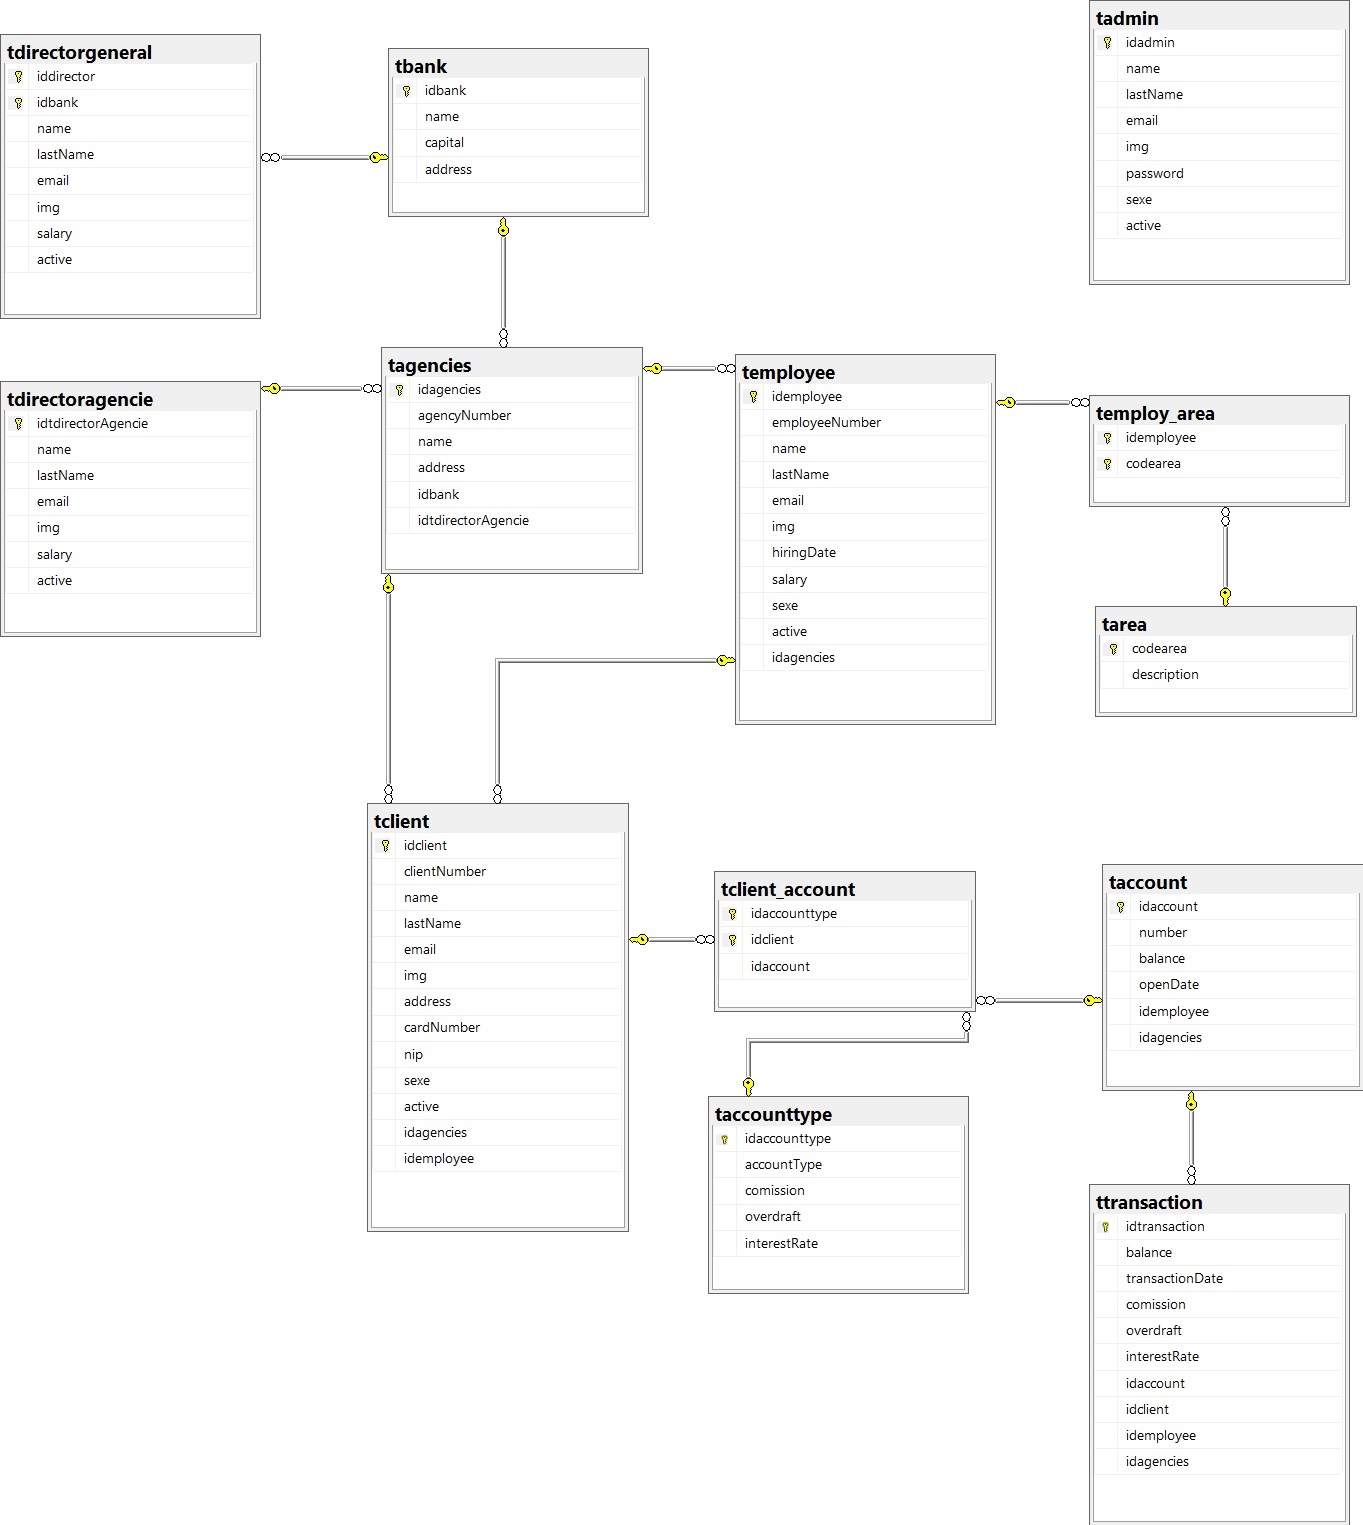 tdirectorgeneral
iddirector
idbank
name
lastName
email
img
salary
active
tbank
idbank
name
capital
address
tadmin
idadmin
name
lastName
email
img
password
sexe
active
tdirectoragencie
idtdirectorAgencie
name
lastName
email
img
salary
active
tagencies
idagencies
agencyNumber
name
address
idbank
idtdirectorAgencie
temployee
idemployee
employeeNumber
name
lastName
email
img
hiringDate
salary
sexe
active
idagencies
temploy_area
idemployee
codearea
tarea
codearea
description
tclient
idclient
clientNumber
name
lastName
email
img
address
cardNumber
nip
sexe
active
idagencies
idemployee
tclient_account
idaccounttype
idclient
idaccount
taccount
idaccount
number
balance
openDate
idemployee
idagencies
taccounttype
idaccounttype
accountType
comission
overdraft
interestRate
ttransaction
idtransaction
balance
transactionDate
comission
overdraft
interestRate
idaccount
idclient
idemployee
idagencies